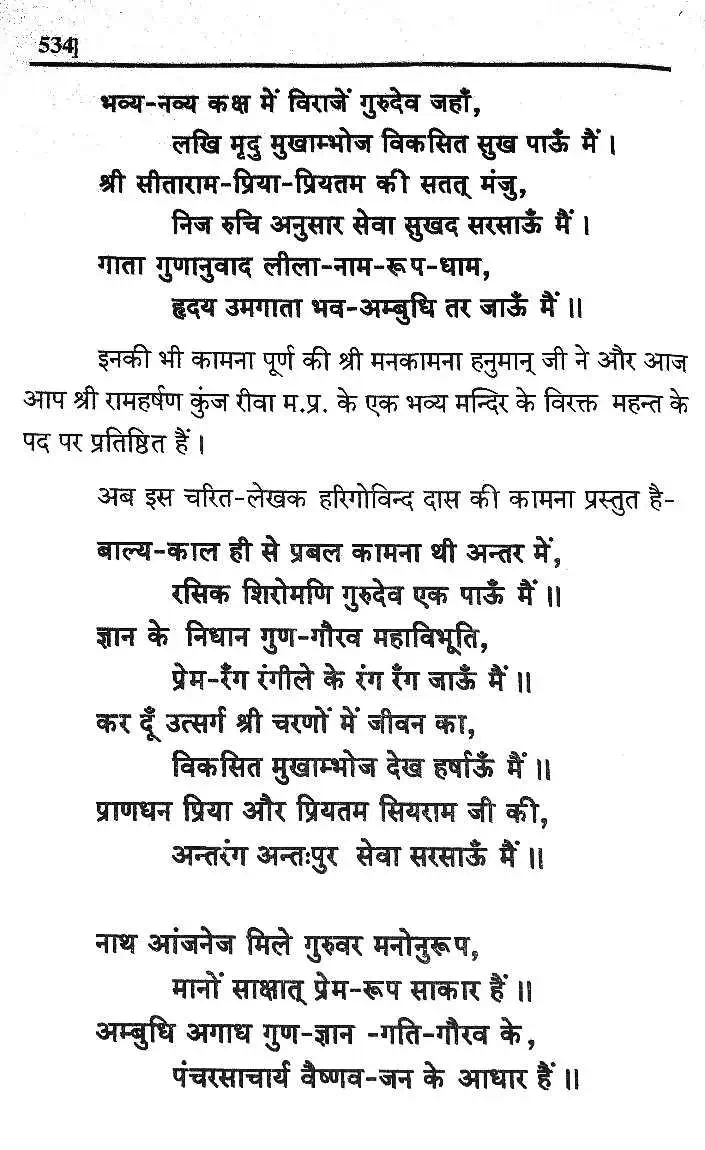 534]
भव्य-नव्य कक्ष में विराजें गुरुदेव जहाँ,
लखि मृदु मुखाम्भोज विकसित सुख पाऊँ मैं ।
श्री सीताराम-प्रिया-प्रियतम की सतत् मंजु,
निज रुचि अनुसार सेवा सुखद सरसाऊँ मैं ।
गाता गुणानुवाद लीला-नाम-रूप-धाम,
हृदय उमगाता भव-अम्बुधि तर जाऊँ मैं ॥
इनकी भी कामना पूर्ण की श्री मनकामना हनुमान् जी ने और आज
आप श्री रामहर्षण कुंज रीवा म.प्र. के एक भव्य मन्दिर के विरक्त महन्त के
पद पर प्रतिष्ठित हैं ।
अब इस चरित-लेखक हरिगोविन्द दास की कामना प्रस्तुत है-
बाल्य-काल ही से प्रबल कामना थी अन्तर में,
रसिक शिरोमणि गुरुदेव एक पाऊँ मैं ॥
ज्ञान के निधान गुण-गौरव महाविभूति,
प्रेम-रँग रंगीले के रंग रँग जाऊँ मैं ॥
कर दूँ उत्सर्ग श्री चरणों में जीवन का,
विकसित मुखाम्भोज देख हर्षाऊँ मैं ॥
प्राणधन प्रिया और प्रियतम सियराम जी की,
अन्तरंग अन्तःपुर सेवा सरसाऊँ मैं ॥
नाथ आंजनेज मिले गुरुवर मनोनुरूप,
मानों साक्षात् प्रेम-रूप साकार हैं ॥
अम्बुधि अगाध गुण-ज्ञान -गति-गौरव के,
पंचरसाचार्य वैष्णव-जन के आधार हैं ॥